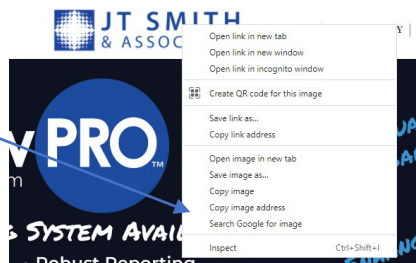 JT SMITH
& ASSOC
Y
Open link in new tab
Open link in new window
Open link in incognito window
Create QR code for this image
Save link as...
Copy link address
Open image in new tab
Save image as...
Copy image
Copy image address
Search Google for image
Inspect Ctrl+Shift+I
W PRO™
m
SYSTEM AVAIL
Robust Reporting